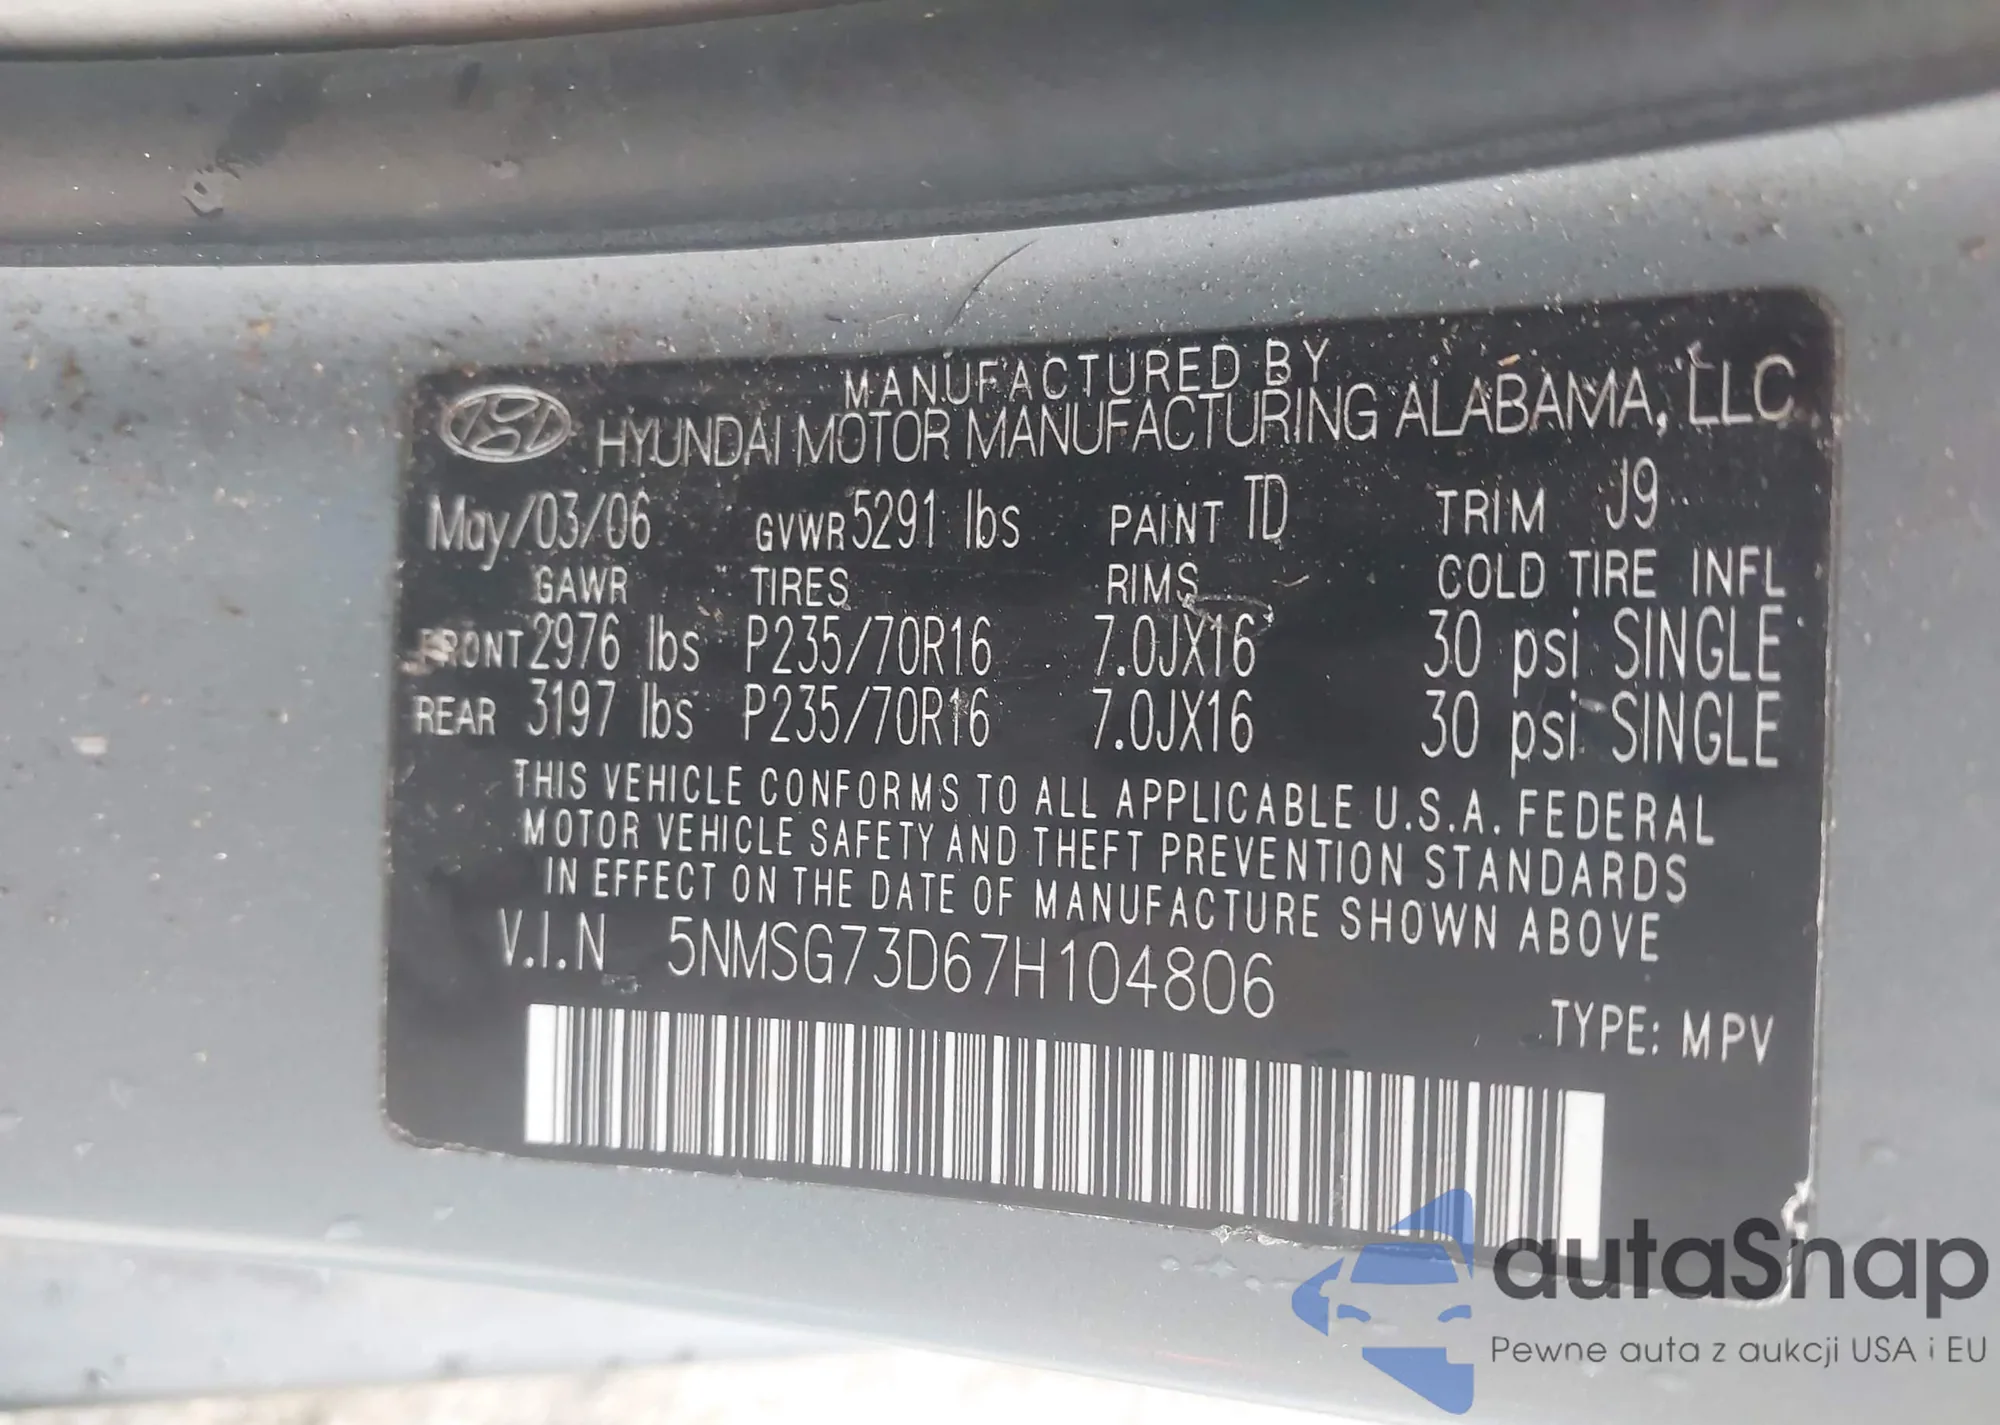 MANUFACTURED BY
HYUNDAI MOTOR MANUFACTURING ALABAMA, LLC
May/03/06 GVWR 5291 lbs PAINT TD TRIM J9
GAWR TIRES RIMS COLD TIRE INFL
FRONT 2976 lbs P235/70R16 7.0JX16 30 psi SINGLE
REAR 3197 lbs P235/70R16 7.0JX16 30 psi SINGLE
THIS VEHICLE CONFORMS TO ALL APPLICABLE U.S.A. FEDERAL
MOTOR VEHICLE SAFETY AND THEFT PREVENTION STANDARDS
IN EFFECT ON THE DATE OF MANUFACTURE SHOWN ABOVE
V.I.N 5NMSG73D67H104806
TYPE: MPV
autaSnap
Pewne auta z aukcji USA i EU